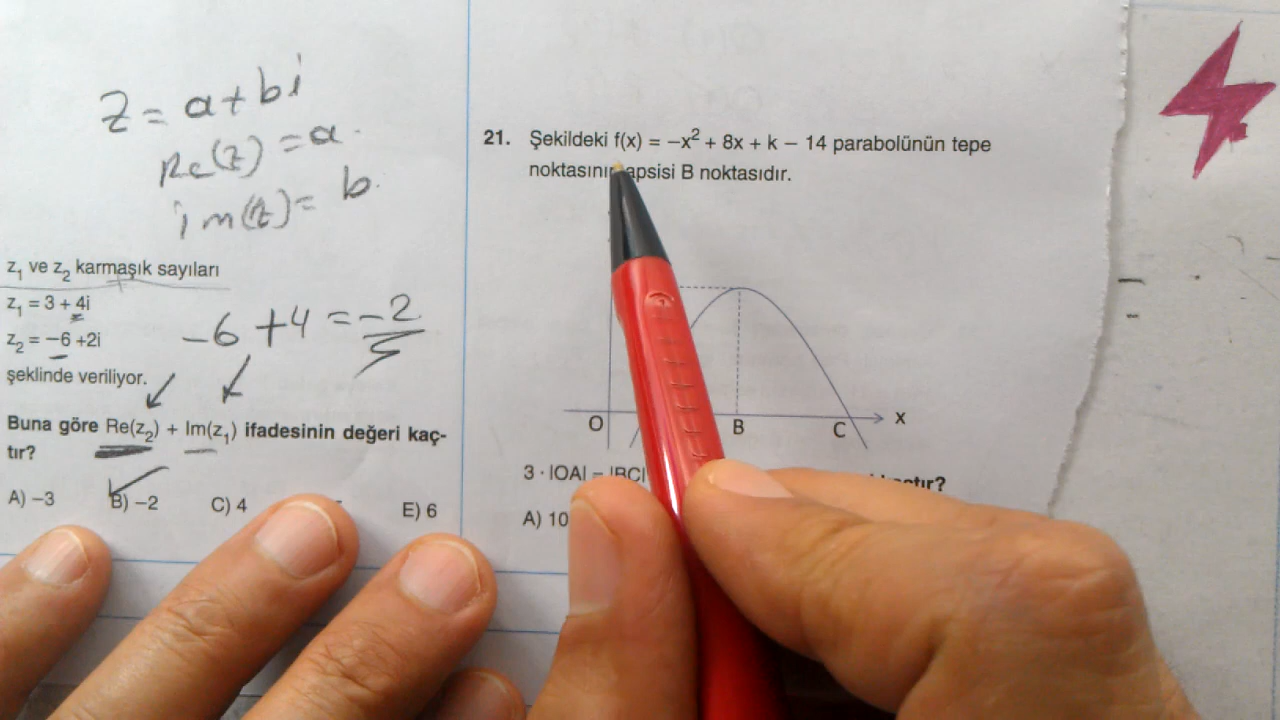 z = a + bi
Re(z) = a.
im(z) = b.
z₁ ve z₂ karmaşık sayıları
z₁ = 3 + 4i
z₂ = −6 +2i
şeklinde veriliyor.
−6 + 4 = −2
Buna göre Re(z₂) + Im(z₁) ifadesinin değeri kaç-
tır?
A) −3 B) −2 C) 4 E) 6
21. Şekildeki f(x) = −x² + 8x + k − 14 parabolünün tepe
apsisi B noktasıdır.
O B C x
3 · |OA| − |BC|
A) 10